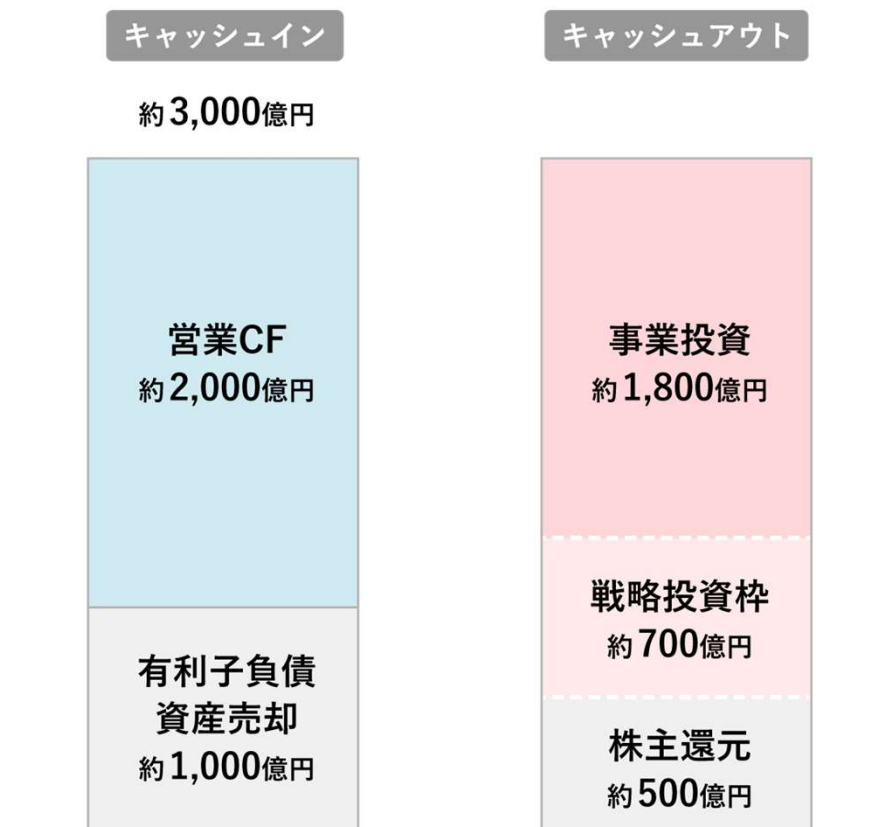 キャッシュイン
約3,000億円
営業CF
約2,000億円
有利子負債
資産売却
約1,000億円
キャッシュアウト
事業投資
約1,800億円
戦略投資枠
約700億円
株主還元
約500億円